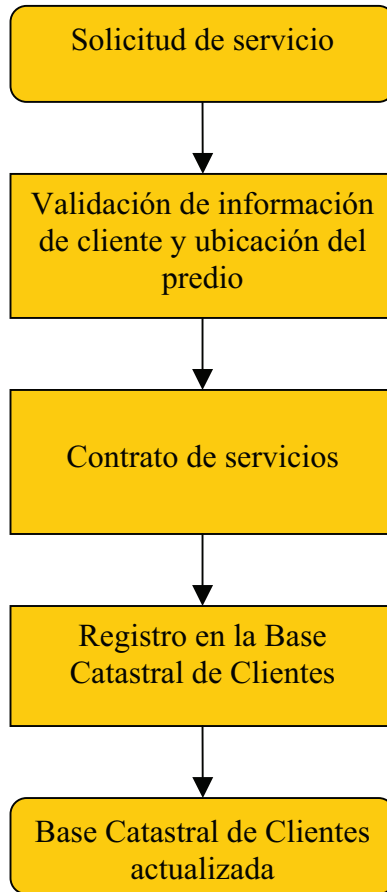 Solicitud de servicio
Validación de información
de cliente y ubicación del
predio
Contrato de servicios
Registro en la Base
Catastral de Clientes
Base Catastral de Clientes
actualizada